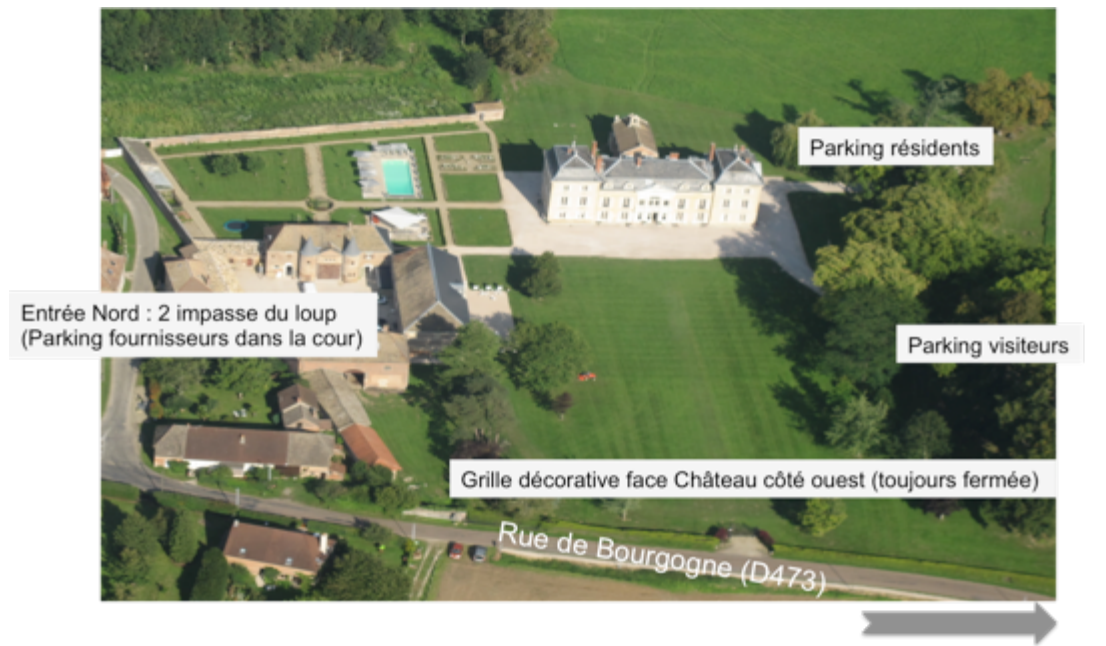 Parking résidents
Entrée Nord : 2 impasse du loup
(Parking fournisseurs dans la cour)
Parking visiteurs
Grille décorative face Château côté ouest (toujours fermée)
Rue de Bourgogne (D473)